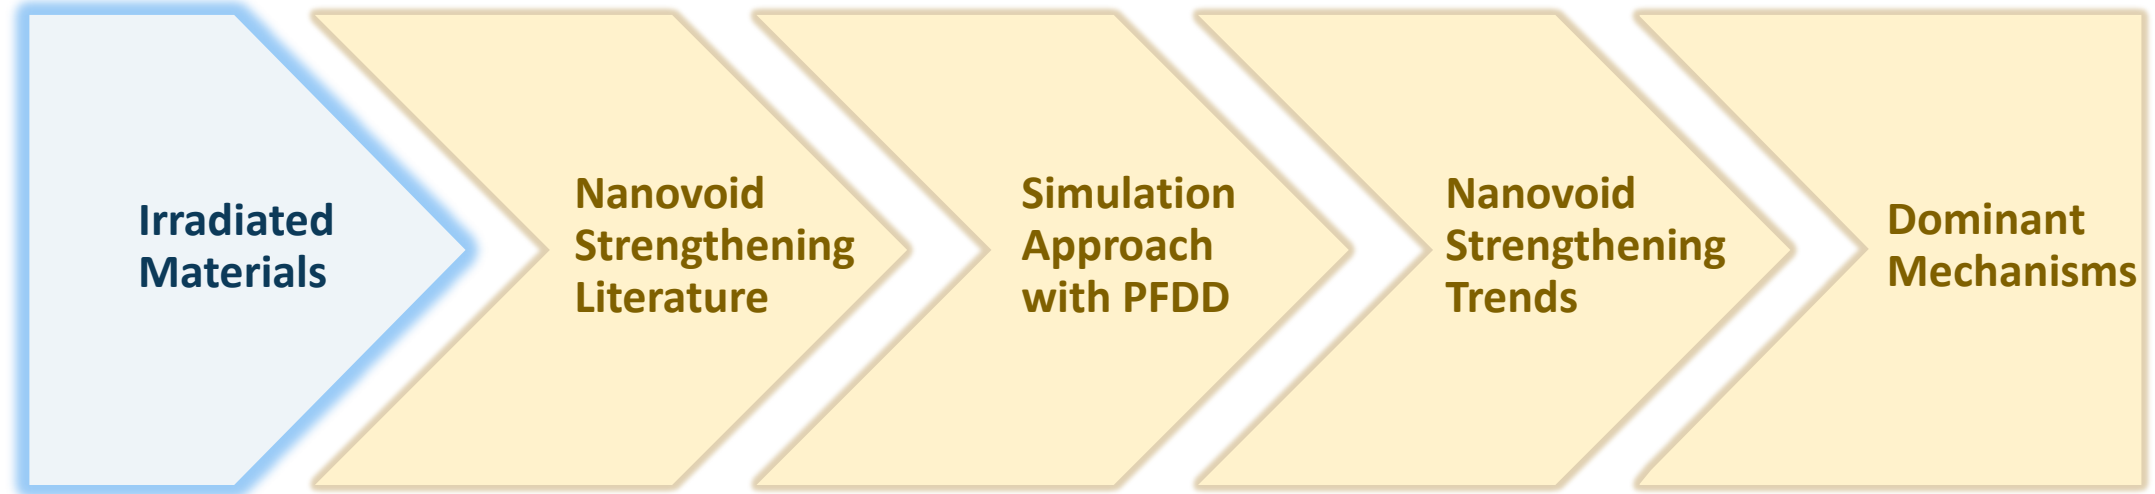 Irradiated
Materials
Nanovoid
Strengthening
Literature
Simulation
Approach
with PFDD
Nanovoid
Strengthening
Trends
Dominant
Mechanisms